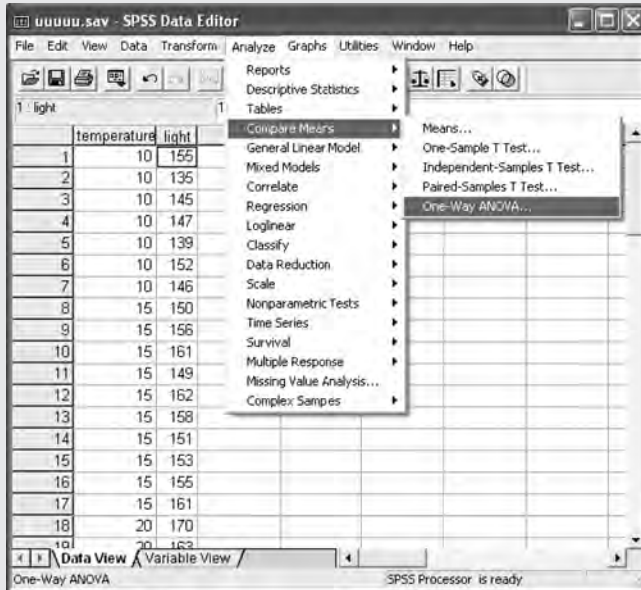 uuuuu.sav - SPSS Data Editor
File Edit View Data Transform Analyze Graphs Utilities Window Help
1 : light
temperature light
1 10 155
2 10 135
3 10 145
4 10 147
5 10 139
6 10 152
7 10 146
8 15 150
9 15 156
10 15 161
11 15 149
12 15 162
13 15 158
14 15 151
15 15 153
16 15 155
17 15 161
18 20 170
19 20 163
Reports
Descriptive Statistics
Tables
Compare Means
General Linear Model
Mixed Models
Correlate
Regression
Loglinear
Classify
Data Reduction
Scale
Nonparametric Tests
Time Series
Survival
Multiple Response
Missing Value Analysis...
Complex Sampes
Means...
One-Sample T Test...
Independent-Samples T Test...
Paired-Samples T Test...
One-Way ANOVA...
Data View Variable View
One-Way ANOVA SPSS Processor is ready